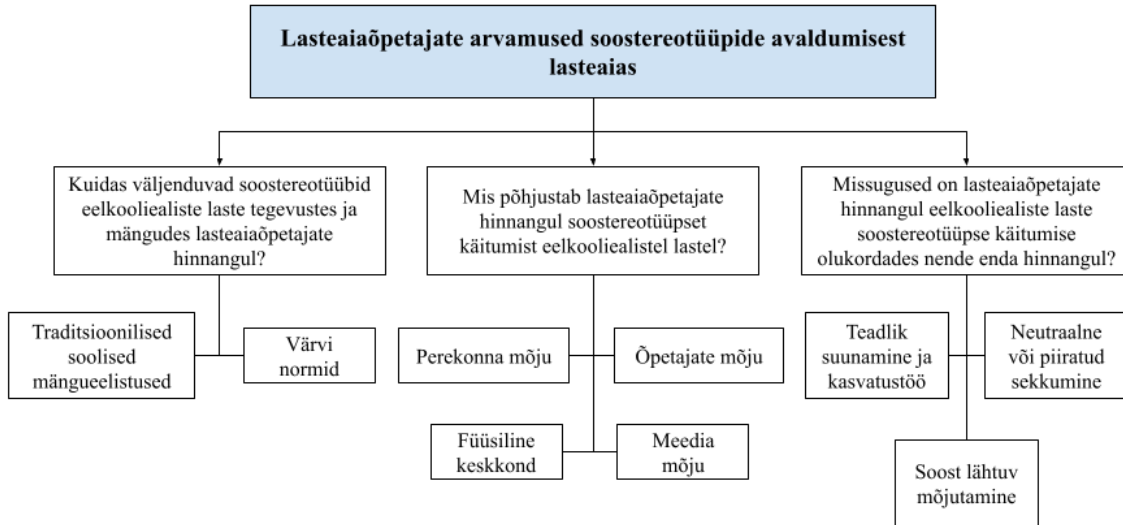 Lasteaiaõpetajate arvamused soostereotüüpide avaldumisest
lasteaias
Kuidas väljenduvad soostereotüübid
eelkooliealiste laste tegevustes ja
mängudes lasteaiaõpetajate
hinnangul?
Mis põhjustab lasteaiaõpetajate
hinnangul soostereotüüpset
käitumist eelkooliealistel lastel?
Missugused on lasteaiaõpetajate
hinnangul eelkooliealiste laste
soostereotüüpse käitumise
olukordades nende enda hinnangul?
Traditsioonilised
soolised
mängueelistused
Värvi
normid
Perekonna mõju
Õpetajate mõju
Teadlik
suunamine ja
kasvatustöö
Neutraalne
või piiratud
sekkumine
Füüsiline
keskkond
Meedia
mõju
Soost lähtuv
mõjutamine